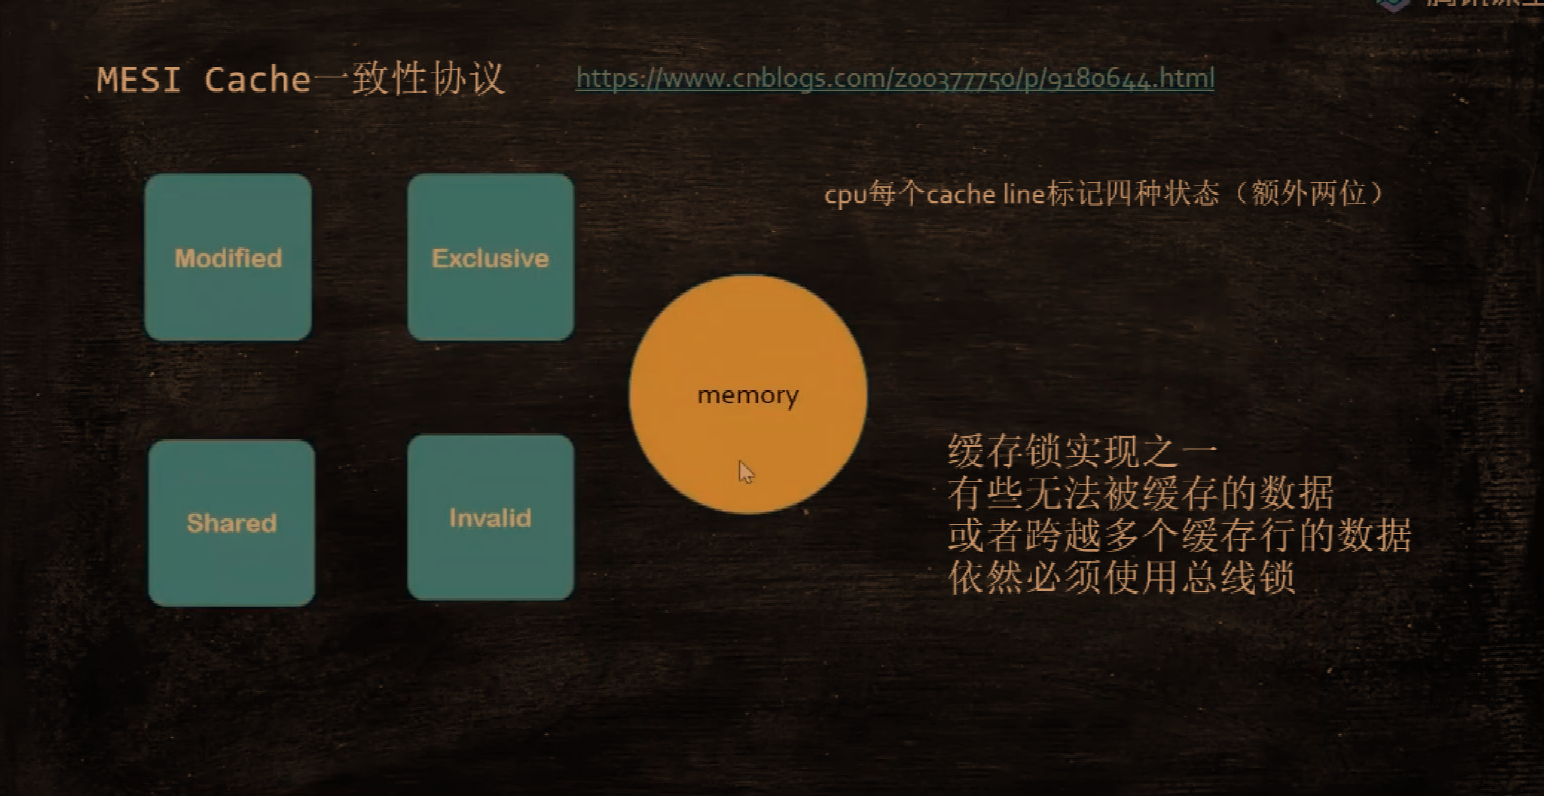 MESI Cache一致性协议
https://www.cnblogs.com/z00377750/p/9180644.html
cpu每个cache line标记四种状态（额外两位）
Modified
Exclusive
memory
Shared
Invalid
缓存锁实现之一
有些无法被缓存的数据
或者跨越多个缓存行的数据
依然必须使用总线锁